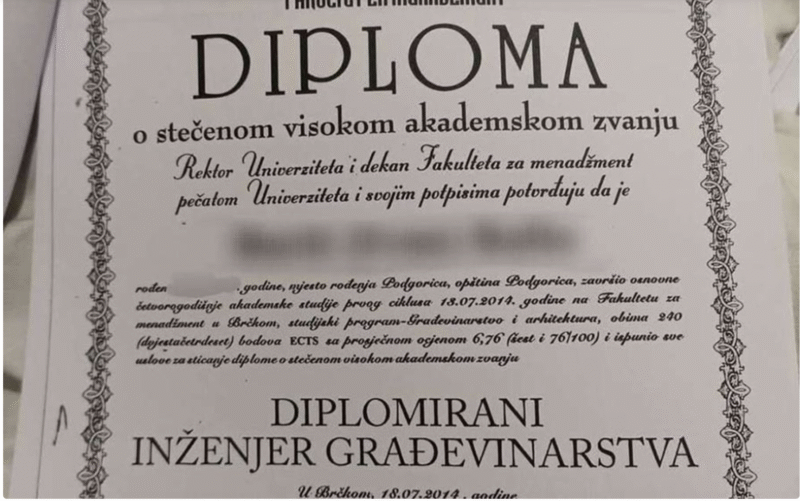 FAKULTET ZA MENADŽMENT
DIPLOMA
o stečenom visokom akademskom zvanju
Rektor Univerziteta i dekan Fakulteta za menadžment
pečatom Univerziteta i svojim potpisima potvrđuju da je
rođen .godine, mjesto rođenja Podgorica, opština Podgorica, završio osnovne
četvorogodišnje akademske studije prvog ciklusa 18.07.2014. godine na Fakultetu za
menadžment u Brčkom, studijski program-Građevinarstvo i arhitektura, obima 240
(dvjestačetrdeset) bodova ECTS sa prosječnom ocjenom 6,76 (šest i 76/100) i ispunio sve
uslove za sticanje diplome o stečenom visokom akademskom zvanju
DIPLOMIRANI
INŽENJER GRAĐEVINARSTVA
U Brčkom, 18.07.2014. godine